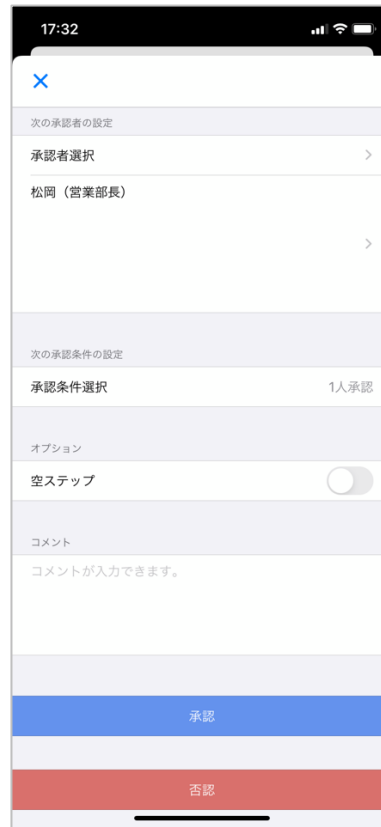 17:32
次の承認者の設定
承認者選択
松岡（営業部長）
次の承認条件の設定
承認条件選択
1人承認
オプション
空ステップ
コメント
コメントが入力できます。
承認
否認